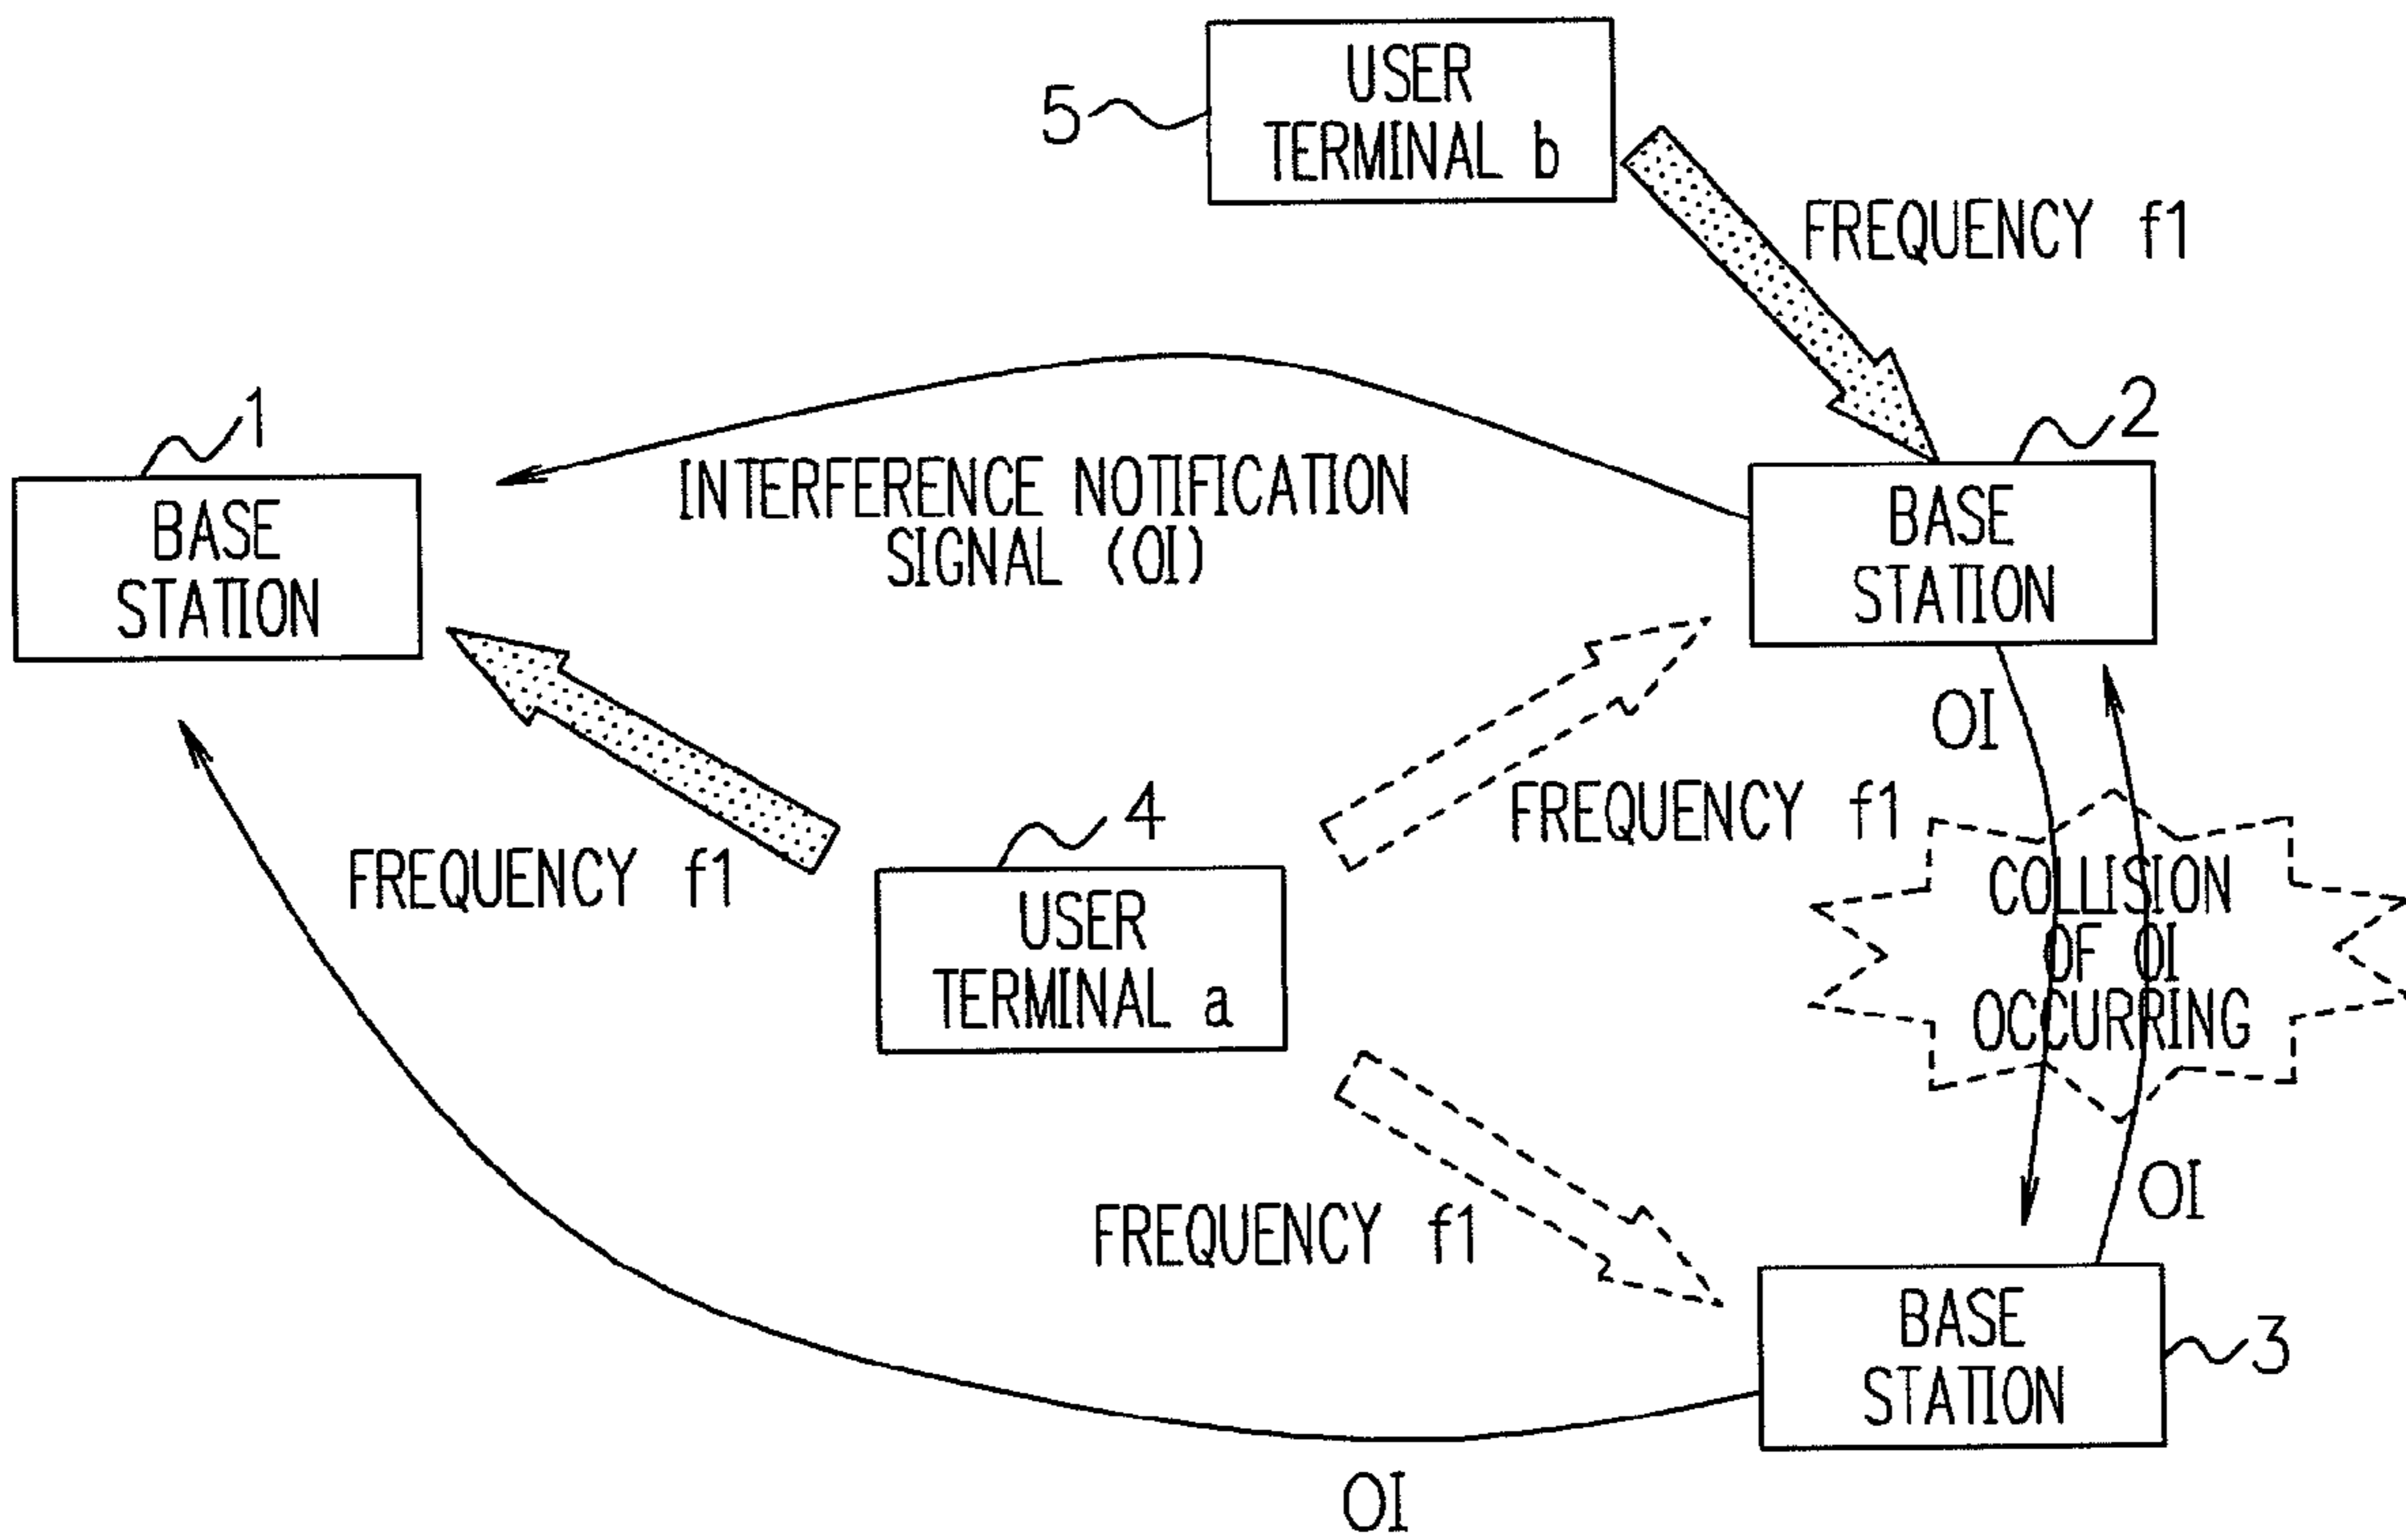 USER
TERMINAL b
5
FREQUENCY f1
1
2
BASE
STATION
INTERFERENCE NOTIFICATION
SIGNAL (OI)
BASE
STATION
OI
4
FREQUENCY f1
FREQUENCY f1
USER
TERMINAL a
COLLISION
OF OI
OCCURRING
OI
FREQUENCY f1
BASE
STATION
3
OI